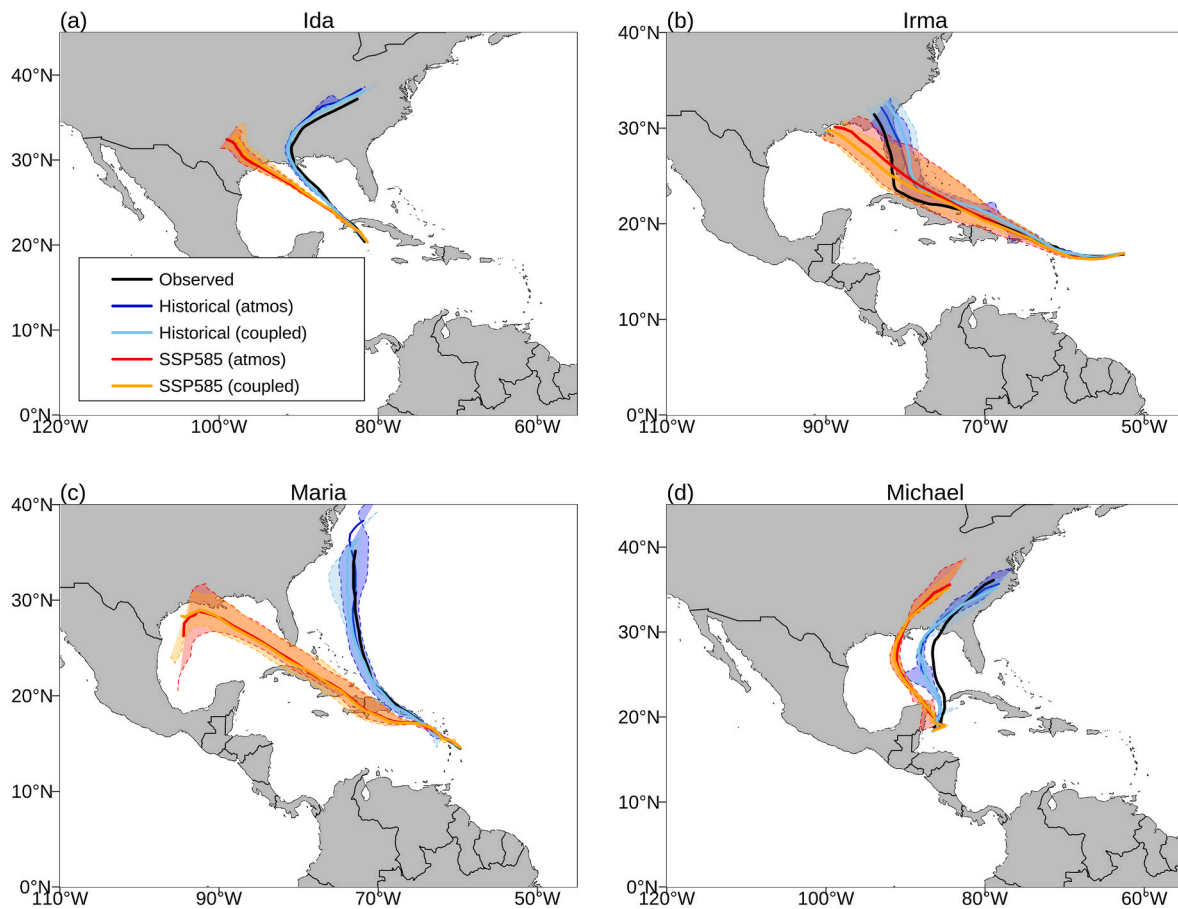 (a) Ida
40°N
30°N
20°N
10°N
0°N
120°W 100°W 80°W 60°W
Observed
Historical (atmos)
Historical (coupled)
SSP585 (atmos)
SSP585 (coupled)
(b) Irma
40°N
30°N
20°N
10°N
0°N
110°W 90°W 70°W 50°W
(c) Maria
40°N
30°N
20°N
10°N
0°N
110°W 90°W 70°W 50°W
(d) Michael
40°N
30°N
20°N
10°N
0°N
120°W 100°W 80°W 60°W